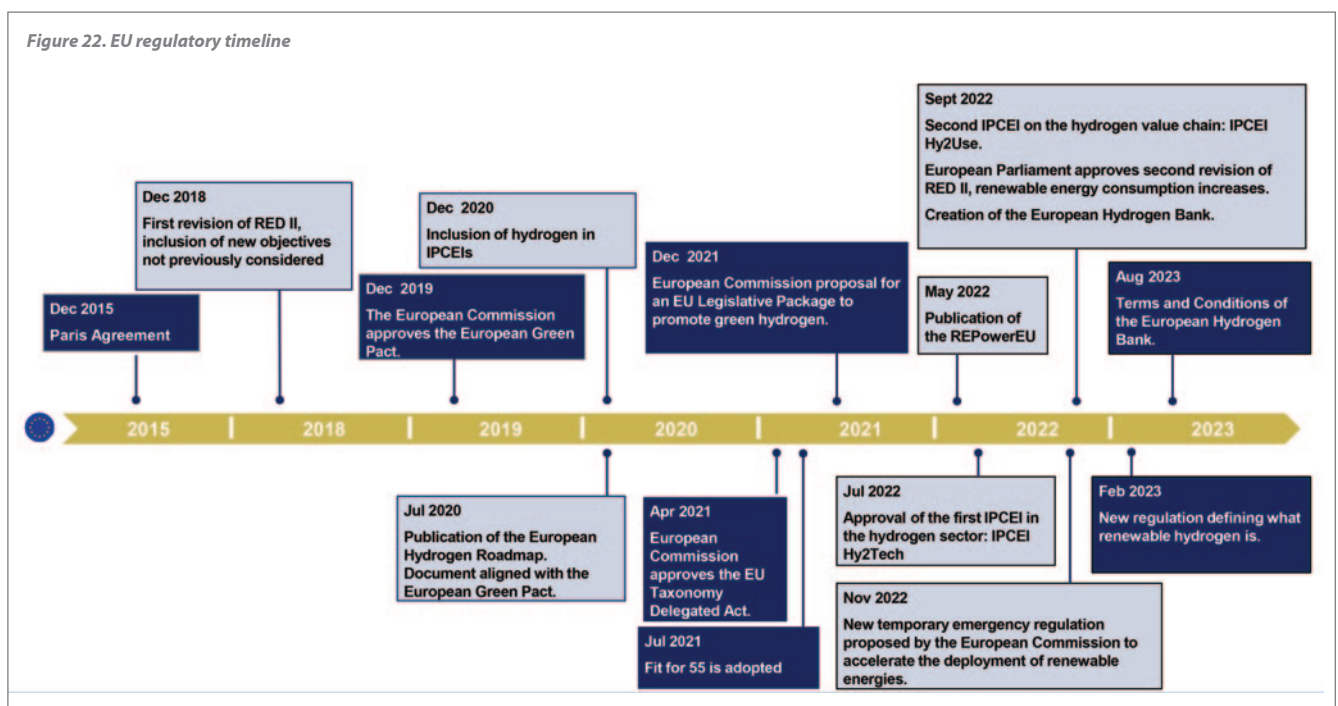 Figure 22. EU regulatory timeline
Sept 2022
Second IPCEI on the hydrogen value chain: IPCEI
Hy2Use.
European Parliament approves second revision of
RED II, renewable energy consumption increases.
Creation of the European Hydrogen Bank.
Dec 2018
First revision of RED II,
inclusion of new objectives
not previously considered
Dec 2020
Inclusion of hydrogen in
IPCEIs
Dec 2021
European Commission proposal for
an EU Legislative Package to
promote green hydrogen.
Dec 2015
Paris Agreement
Dec 2019
The European Commission
approves the European Green
Pact.
May 2022
Publication of
the REPowerEU
Aug 2023
Terms and Conditions of
the European Hydrogen
Bank.
2015
2018
2019
2020
2021
2022
2023
Jul 2020
Publication of the European
Hydrogen Roadmap.
Document aligned with the
European Green Pact.
Apr 2021
European
Commission
approves the EU
Taxonomy
Delegated Act.
Jul 2021
Fit for 55 is adopted
Jul 2022
Approval of the first IPCEI in
the hydrogen sector: IPCEI
Hy2Tech
Nov 2022
New temporary emergency regulation
proposed by the European Commission to
accelerate the deployment of renewable
energies.
Feb 2023
New regulation defining what
renewable hydrogen is.